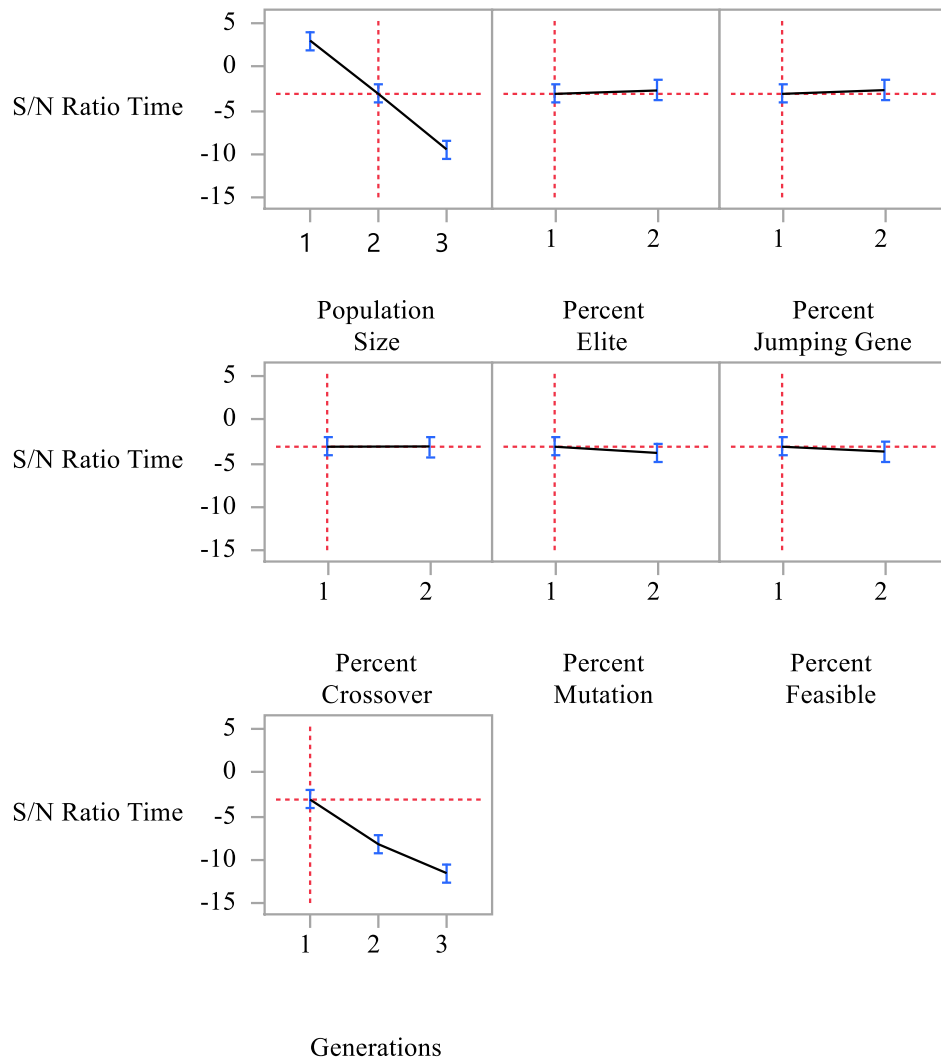 5
0
S/N Ratio Time
-5
-10
-15
1 2 3 1 2 1 2
Population Size
Percent Elite
Percent Jumping Gene
5
0
S/N Ratio Time
-5
-10
-15
1 2 1 2 1 2
Percent Crossover
Percent Mutation
Percent Feasible
5
0
S/N Ratio Time
-5
-10
-15
1 2 3
Generations